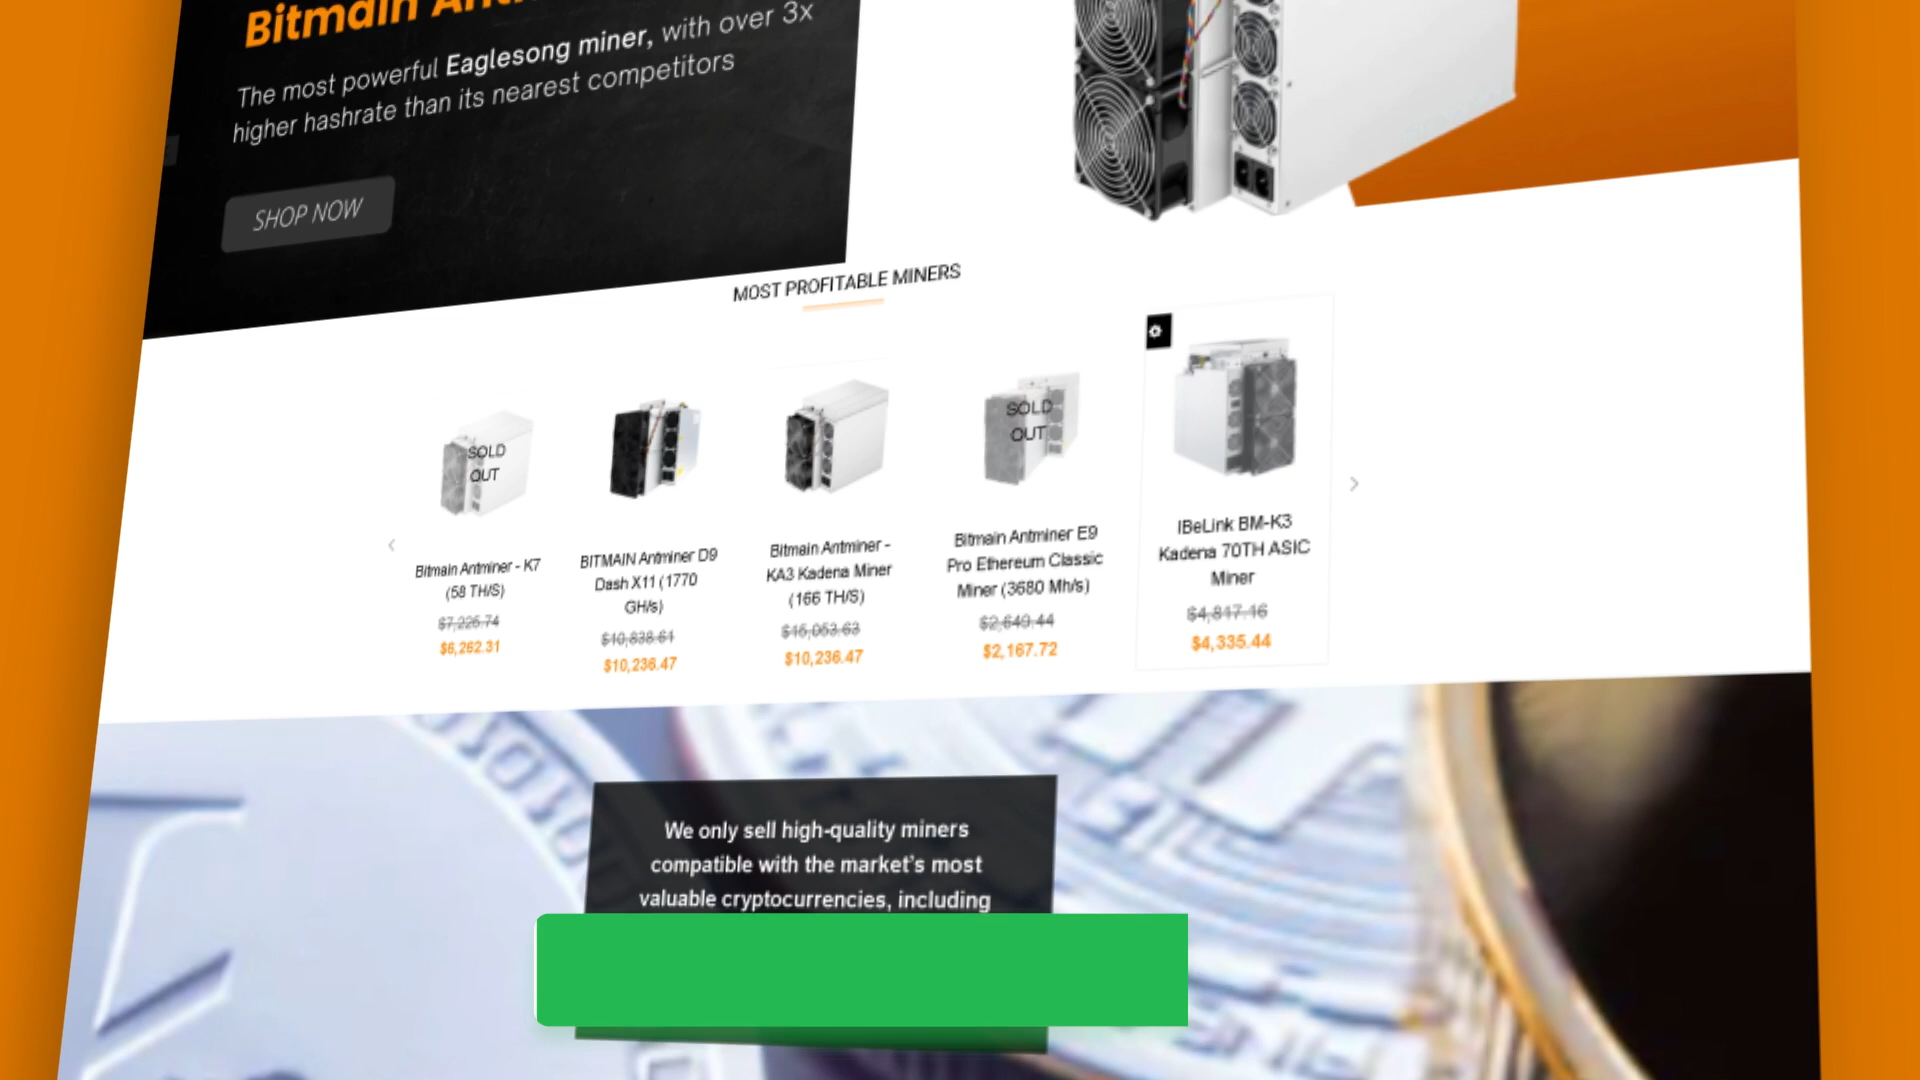 Bitmain
The most powerful Eaglesong miner, with over 3x
higher hashrate than its nearest competitors
SHOP NOW
MOST PROFITABLE MINERS
SOLD
OUT
Bitmain Antminer - K7
(58 TH/S)
$7,226.74
$6,262.31
BITMAIN Antminer D9
Dash X11 (1770
GH/s)
$10,838.61
$10,236.47
Bitmain Antminer -
KA3 Kadena Miner
(166 TH/S)
$15,053.63
$10,236.47
SOLD
OUT
Bitmain Antminer E9
Pro Ethereum Classic
Miner (3680 Mh/s)
$2,649.44
$2,167.72
IBeLink BM-K3
Kadena 70TH ASIC
Miner
$4,817.16
$4,335.44
We only sell high-quality miners
compatible with the market's most
valuable cryptocurrencies, including